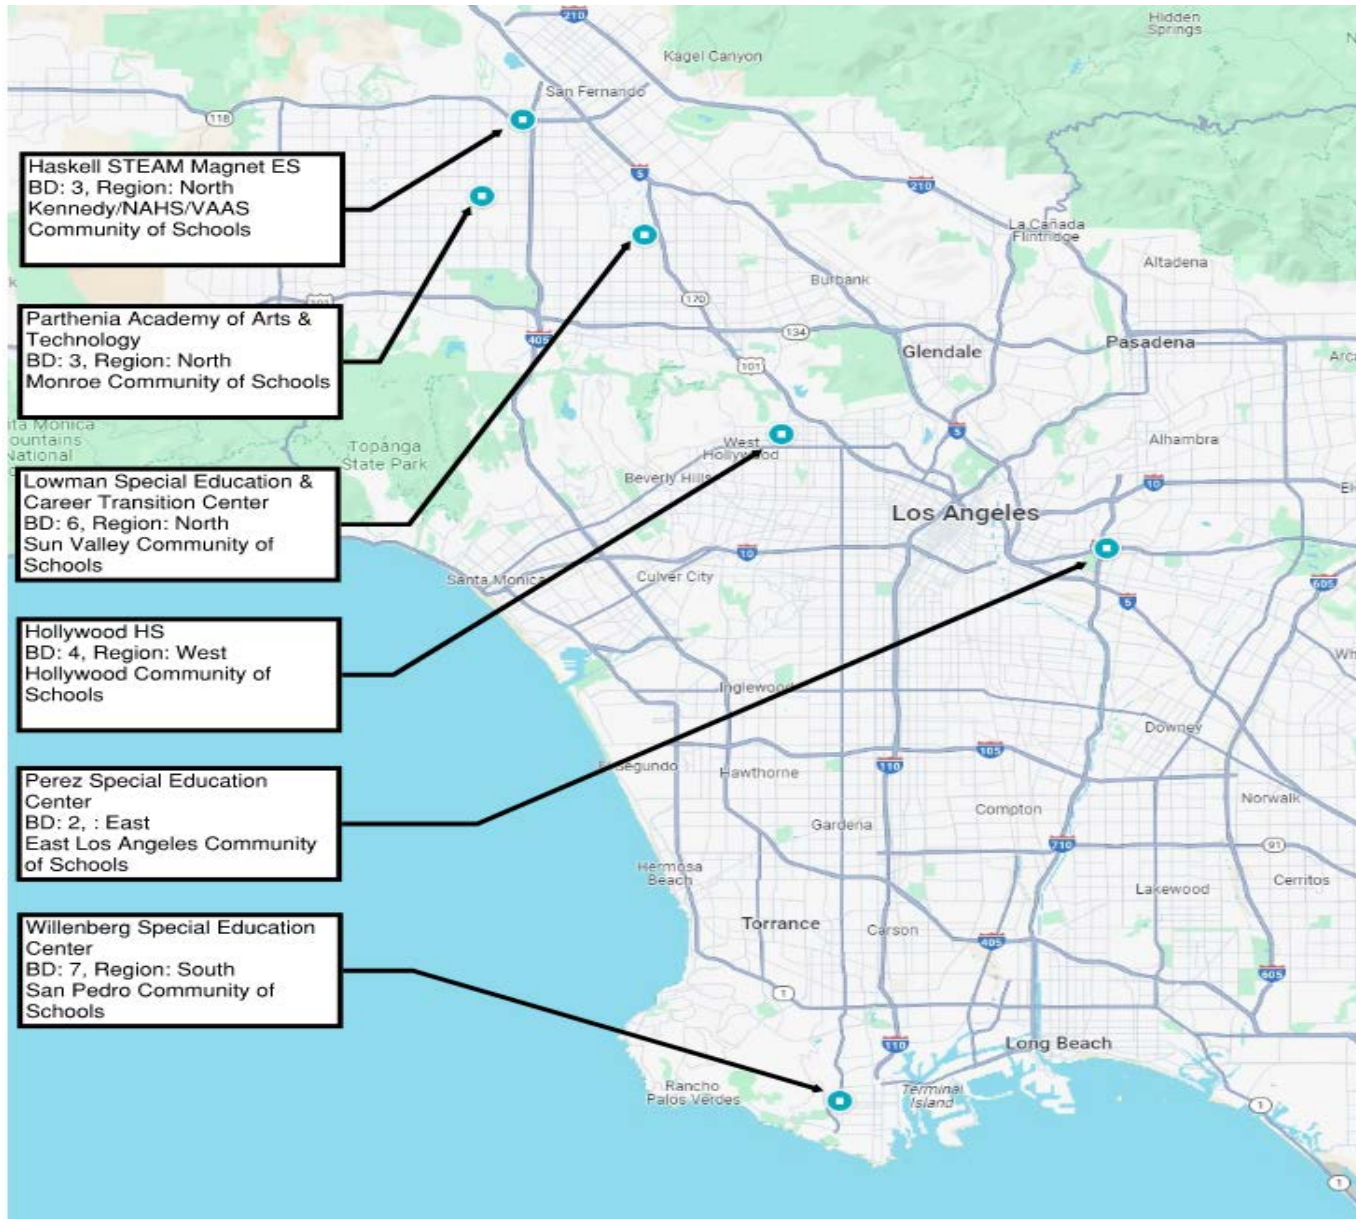 Haskell STEAM Magnet ES
BD: 3, Region: North
Kennedy/NAHS/VAAS
Community of Schools
Parthenia Academy of Arts &
Technology
BD: 3, Region: North
Monroe Community of Schools
Lowman Special Education &
Career Transition Center
BD: 6, Region: North
Sun Valley Community of
Schools
Hollywood HS
BD: 4, Region: West
Hollywood Community of
Schools
Perez Special Education
Center
BD: 2, : East
East Los Angeles Community
of Schools
Willenberg Special Education
Center
BD: 7, Region: South
San Pedro Community of
Schools
210
Hidden
Springs
Kagel Canyon
San Fernando
118
5
210
La Cañada
Flintridge
Altadena
Burbank
170
134
405
Glendale
Pasadena
101
5
Alhambra
West
Hollywood
Topanga
State Park
National
Beverly Hills
10
Los Angeles
10
Santa Monica
Culver City
5
605
Inglewood
Downey
105
Hawthorne
110
Norwalk
Compton
Gardena
710
91
Hermosa
Beach
Cerritos
Lakewood
Torrance
Carson
405
605
1
110
Long Beach
Rancho
Palos Verdes
Terminal
Island
1
1